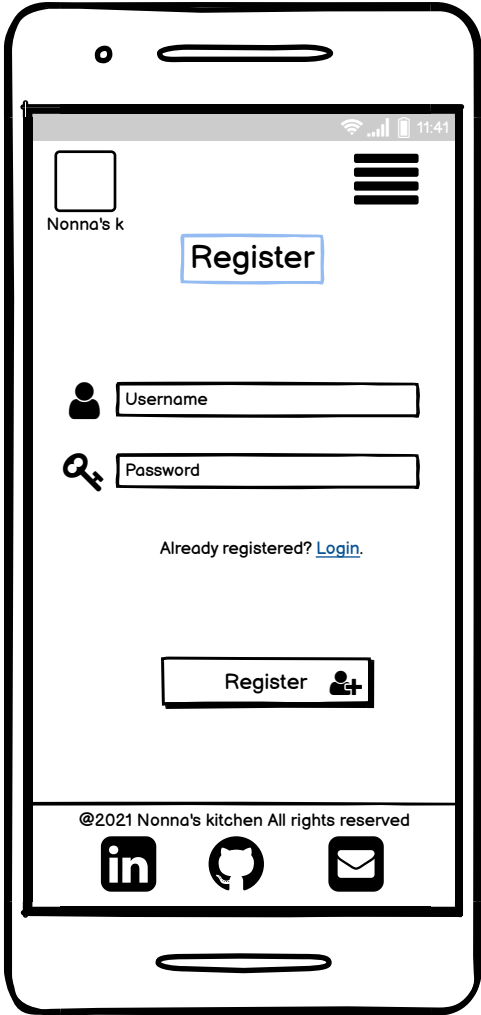 11:41
Nonna's k
Register
Username
Password
Already registered? Login.
Register
@2021 Nonna's kitchen All rights reserved
in